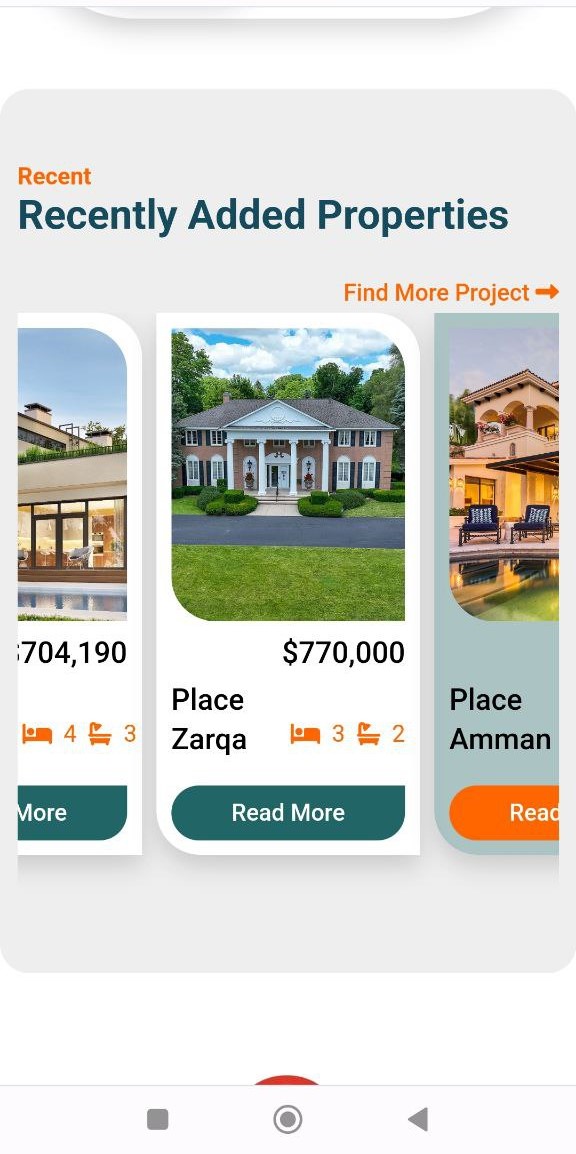 Recent
Recently Added Properties
Find More Project
$704,190
4 3
More
$770,000
Place
Zarqa
3 2
Read More
Place
Amman
Read